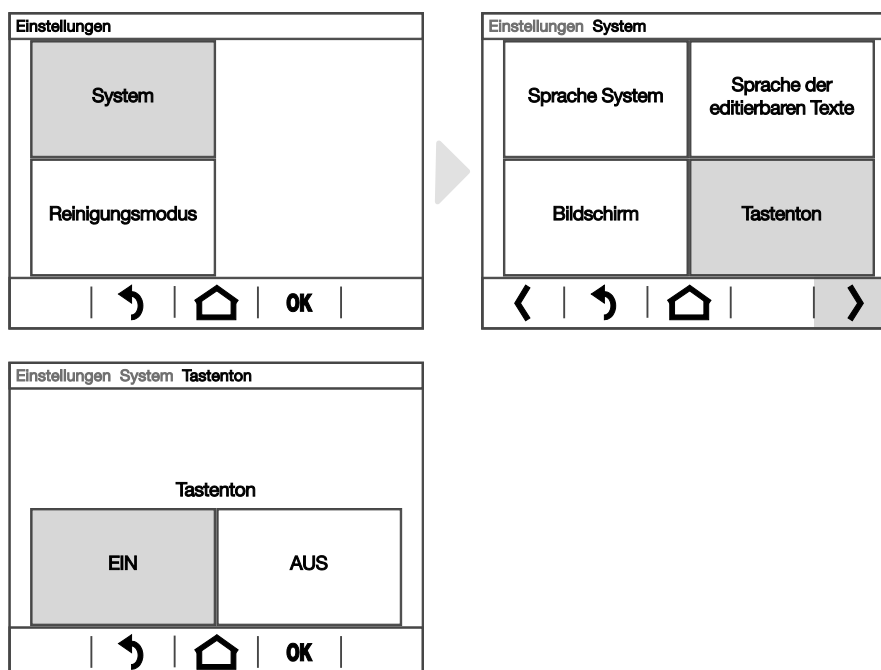 Einstellungen
System
Reinigungsmodus
OK
Einstellungen System
Sprache System
Sprache der
editierbaren Texte
Bildschirm
Tastenton
Einstellungen System Tastenton
Tastenton
EIN
AUS
OK